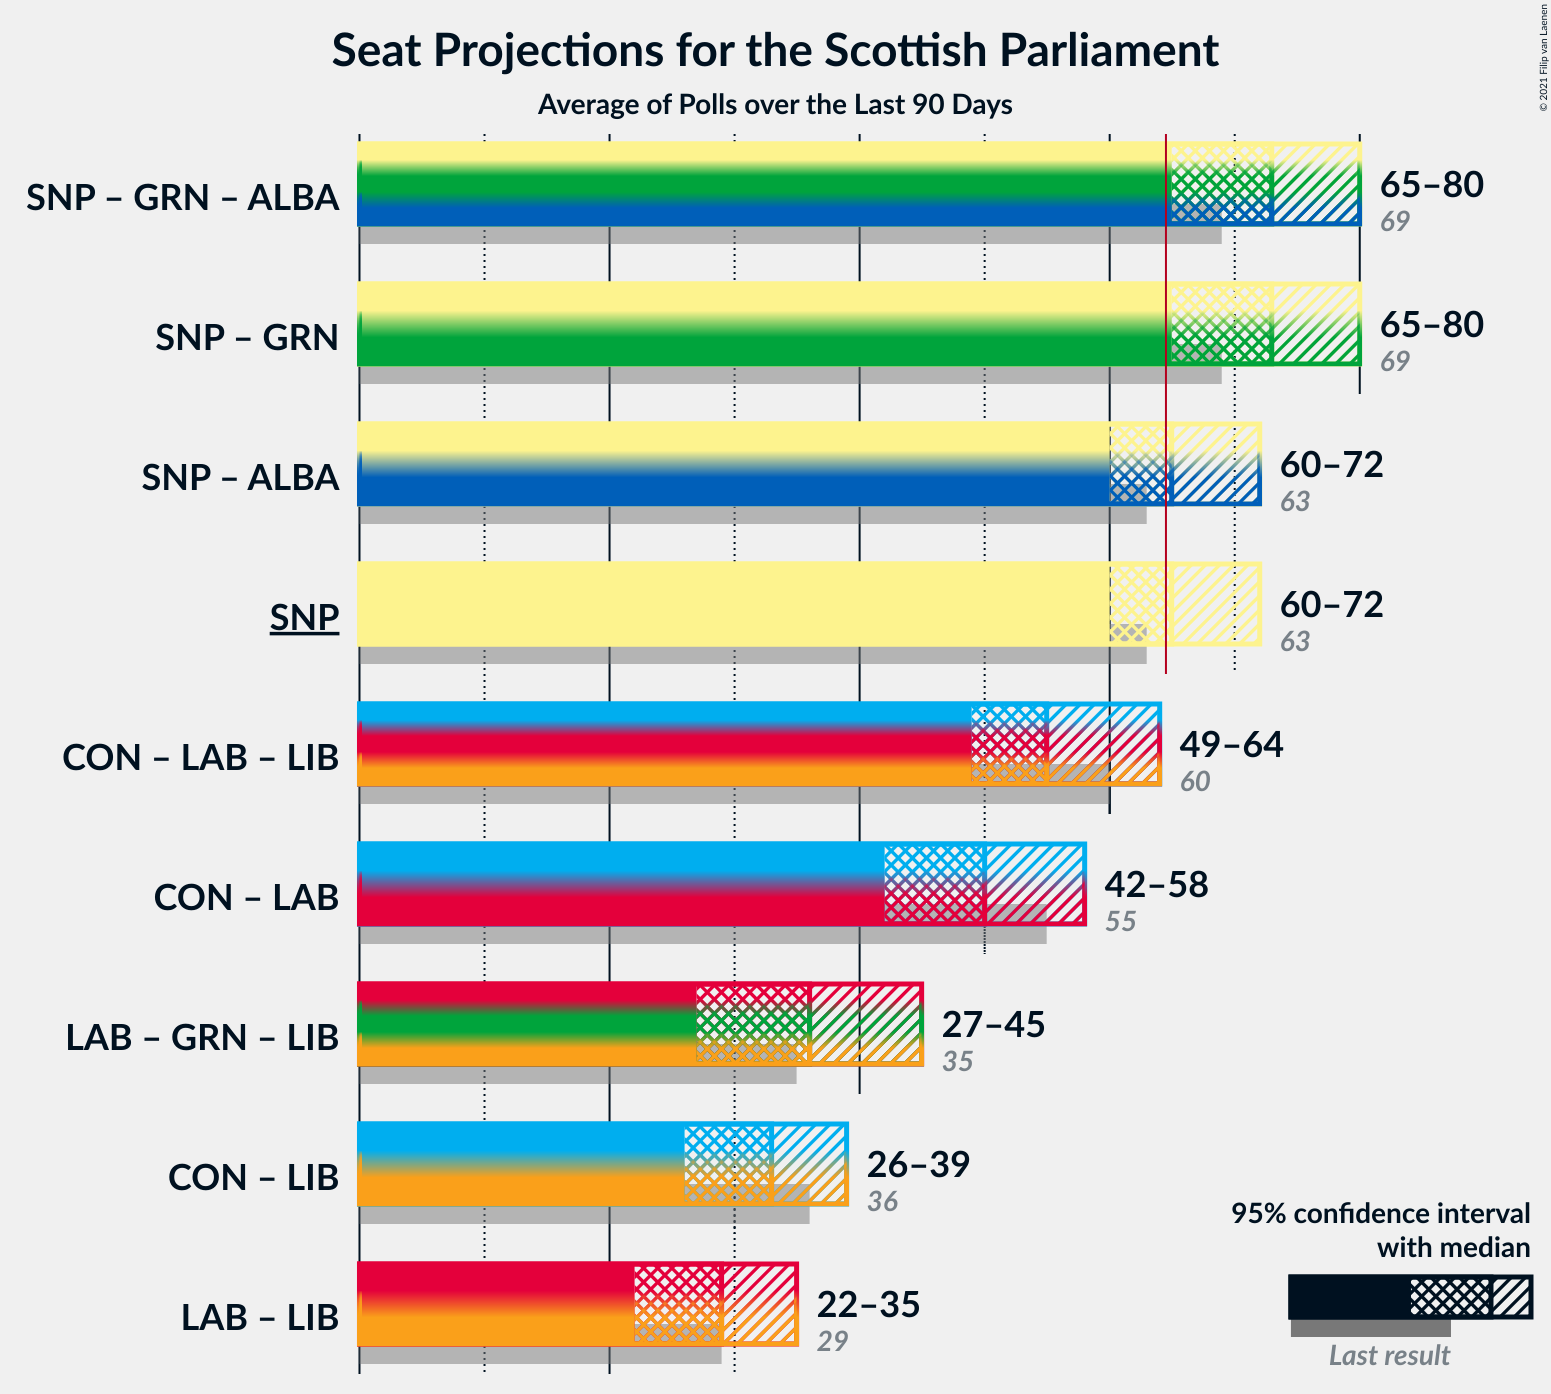 Seat Projections for the Scottish Parliament
Average of Polls over the Last 90 Days
© 2021 Filip van Laenen
SNP – GRN – ALBA
65–80
69
SNP – GRN
65–80
69
SNP – ALBA
60–72
63
SNP
60–72
63
CON – LAB – LIB
49–64
60
CON – LAB
42–58
55
LAB – GRN – LIB
27–45
35
CON – LIB
26–39
36
LAB – LIB
22–35
29
95% confidence interval
with median
Last result